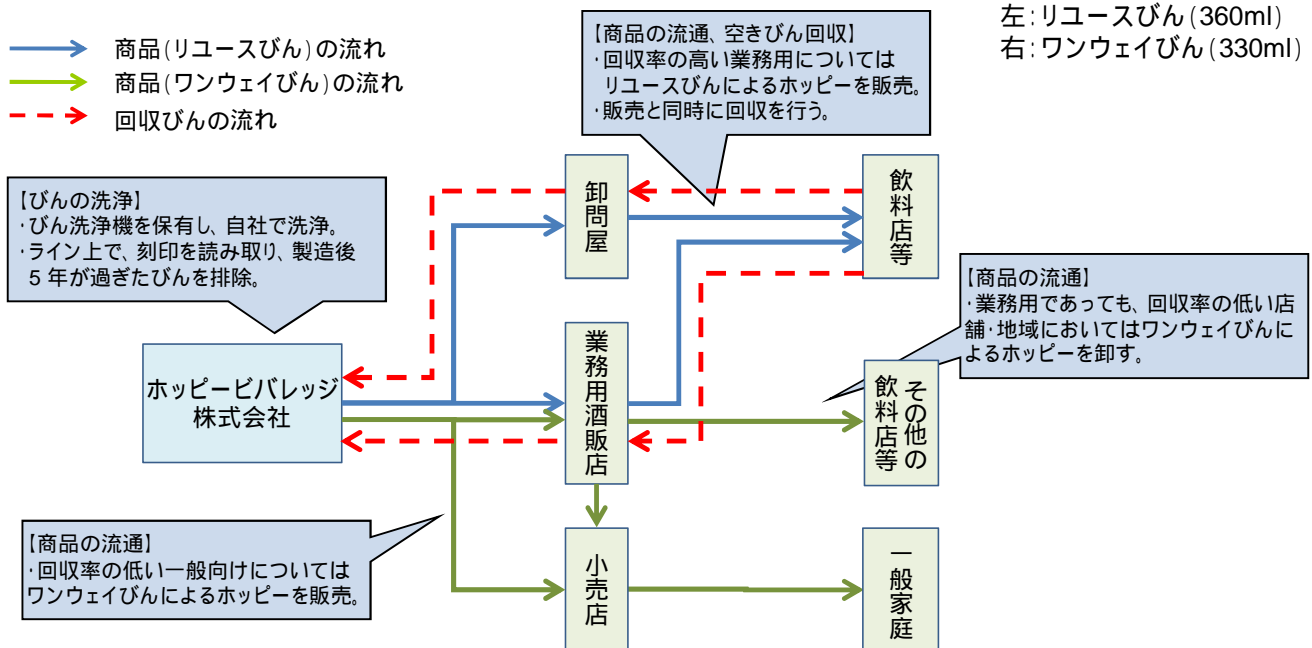 左:リユースびん(360ml)
右:ワンウェイびん(330ml)
商品(リユースびん)の流れ
商品(ワンウェイびん)の流れ
回収びんの流れ
【商品の流通、空きびん回収】
・回収率の高い業務用については
リユースびんによるホッピーを販売。
・販売と同時に回収を行う。
【びんの洗浄】
・びん洗浄機を保有し、自社で洗浄。
・ライン上で、刻印を読み取り、製造後
5 年が過ぎたびんを排除。
卸問屋
飲料店等
【商品の流通】
・業務用であっても、回収率の低い店
舗・地域においてはワンウェイびんに
よるホッピーを卸す。
ホッピービバレッジ
株式会社
業務用酒販店
その他の
飲料店等
【商品の流通】
・回収率の低い一般向けについては
ワンウェイびんによるホッピーを販売。
小売店
一般家庭